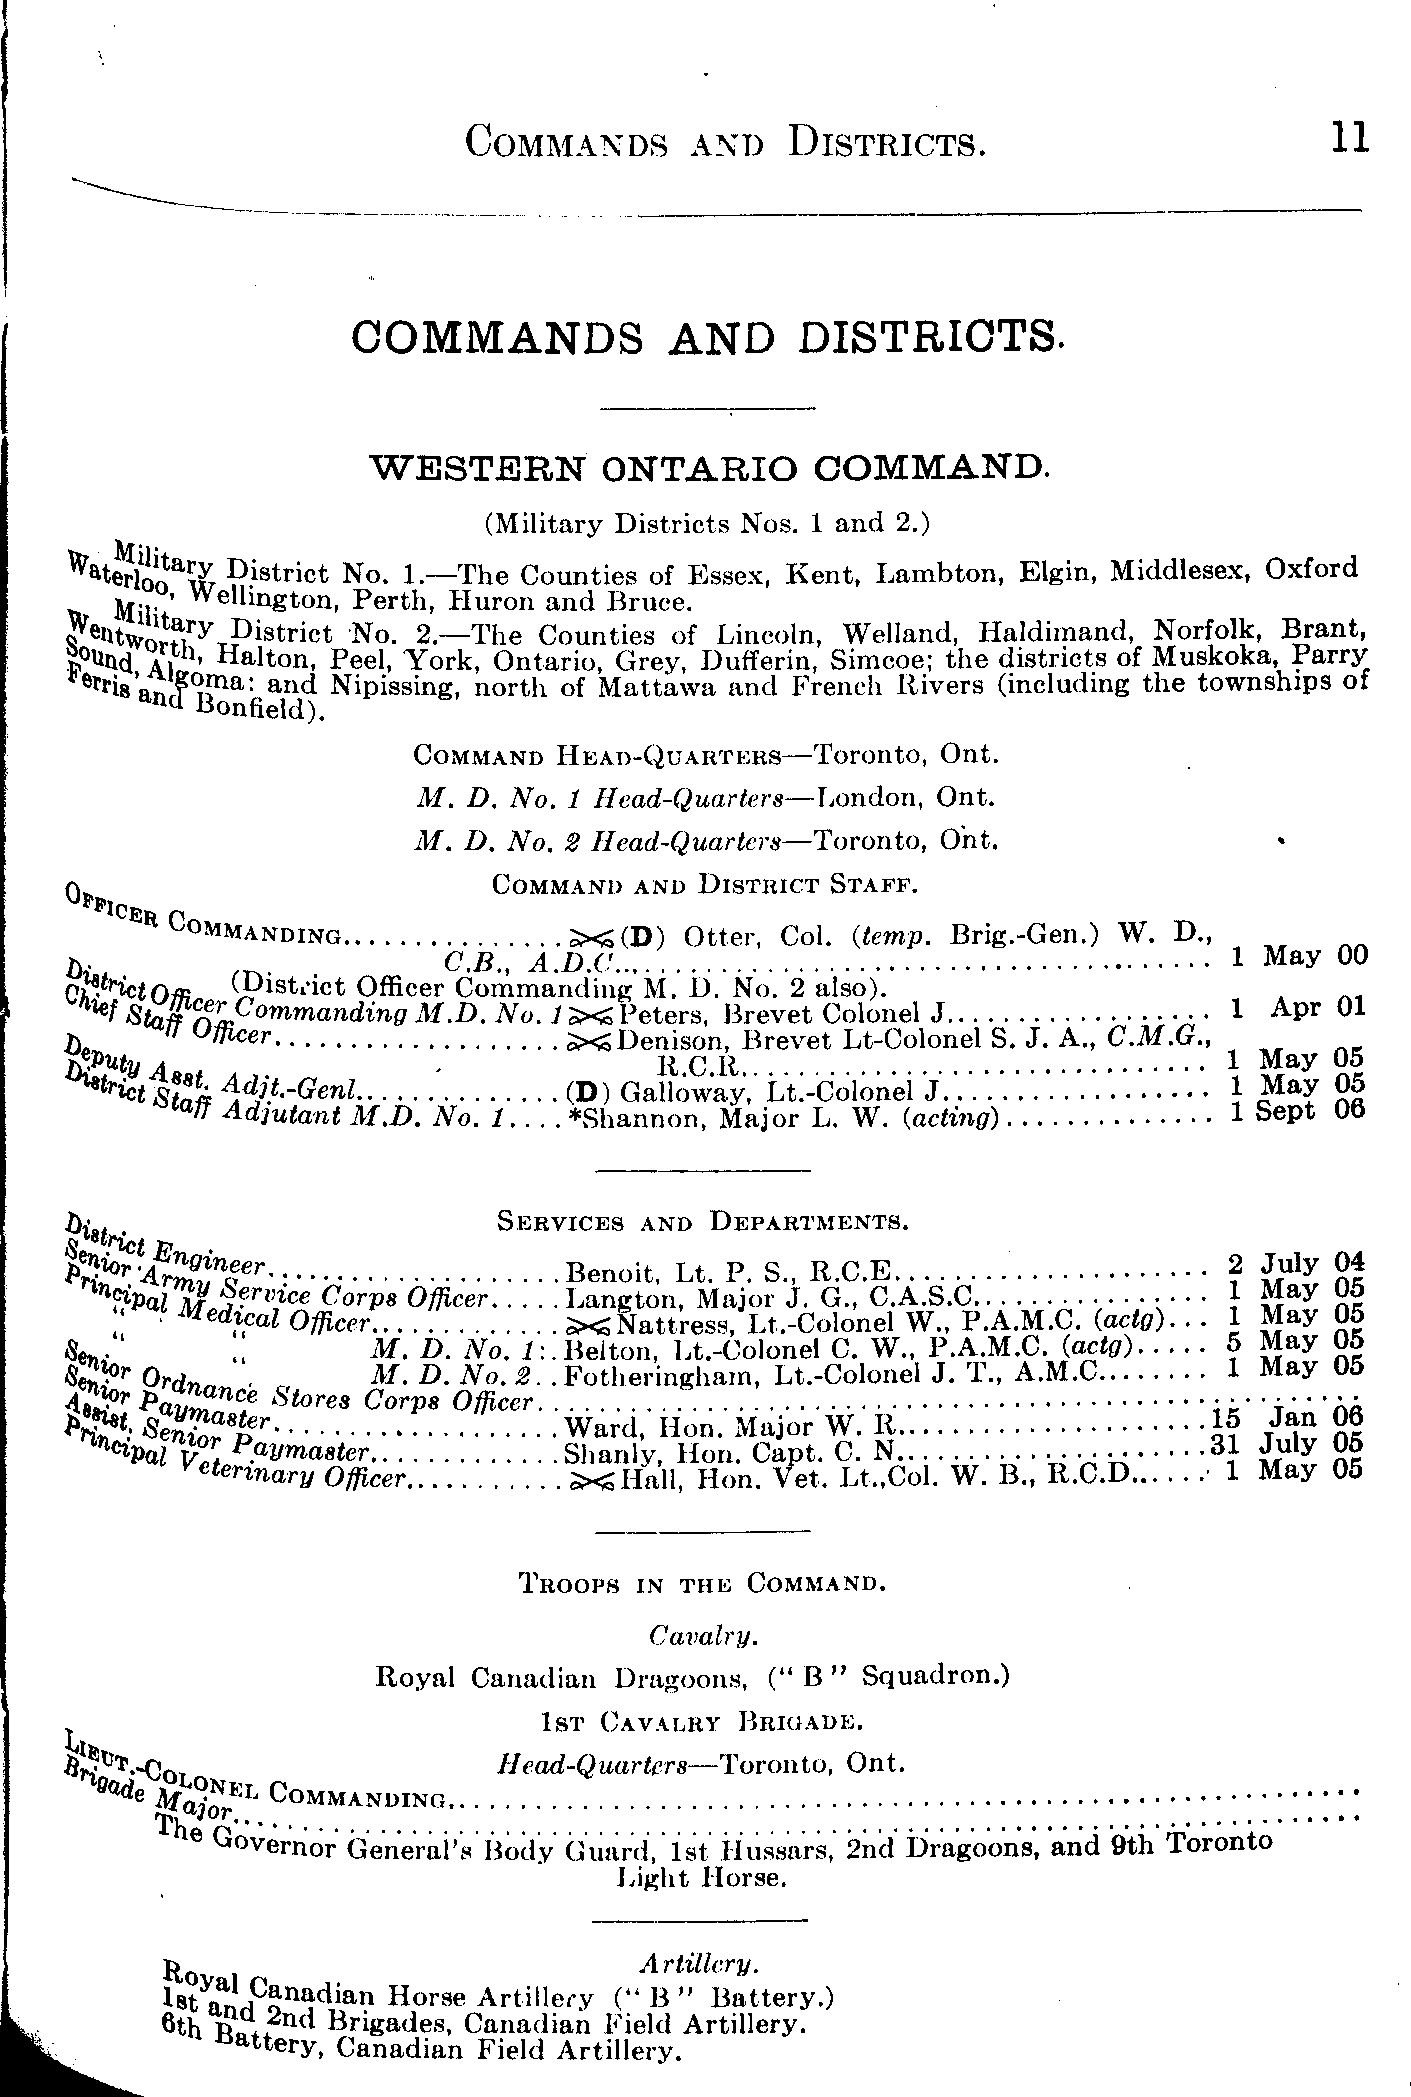 COMMANDS AND DISTRICTS. 11
COMMANDS AND DISTRICTS.
WESTERN ONTARIO COMMAND.
(Military Districts Nos. 1 and 2.)
Military District No. 1.—The Counties of Essex, Kent, Lambton, Elgin, Middlesex, Oxford
Waterloo, Wellington, Perth, Huron and Bruce.
Military District No. 2.—The Counties of Lincoln, Welland, Haldimand, Norfolk, Brant,
Wentworth, Halton, Peel, York, Ontario, Grey, Dufferin, Simcoe; the districts of Muskoka, Parry
Sound, Algoma: and Nipissing, north of Mattawa and French Rivers (including the townships of
Ferris and Bonfield).
COMMAND HEAD-QUARTERS—Toronto, Ont.
M. D. No. 1 Head-Quarters—London, Ont.
M. D. No. 2 Head-Quarters—Toronto, Ont.
COMMAND AND DISTRICT STAFF.
OFFICER COMMANDING................(D) Otter, Col. (temp. Brig.-Gen.) W. D.,
C.B., A.D.C........................................ 1 May 00
(District Officer Commanding M. D. No. 2 also).
District Officer Commanding M.D. No. 1 Peters, Brevet Colonel J.................. 1 Apr 01
Chief Staff Officer................... Denison, Brevet Lt-Colonel S. J. A., C.M.G.,
R.C.R............................... 1 May 05
Deputy Asst. Adjt.-Genl..............(D) Galloway, Lt.-Colonel J.................. 1 May 05
District Staff Adjutant M.D. No. 1....*Shannon, Major L. W. (acting).............. 1 Sept 06
SERVICES AND DEPARTMENTS.
District Engineer....................Benoit, Lt. P. S., R.C.E..................... 2 July 04
Senior Army Service Corps Officer.....Langton, Major J. G., C.A.S.C................ 1 May 05
Principal Medical Officer............. Nattress, Lt.-Colonel W., P.A.M.C. (actg)... 1 May 05
“ “ M. D. No. 1:.Belton, Lt.-Colonel C. W., P.A.M.C. (actg)..... 5 May 05
“ “ M. D. No. 2..Fotheringham, Lt.-Colonel J. T., A.M.C........ 1 May 05
Senior Ordnance Stores Corps Officer..................................................
Senior Paymaster....................Ward, Hon. Major W. R.....................15 Jan 06
Assist. Senior Paymaster.............Shanly, Hon. Capt. C. N.....................31 July 05
Principal Veterinary Officer........... Hall, Hon. Vet. Lt.,Col. W. B., R.C.D...... 1 May 05
TROOPS IN THE COMMAND.
Cavalry.
Royal Canadian Dragoons, (“ B ” Squadron.)
1ST CAVALRY BRIGADE.
Head-Quarters—Toronto, Ont.
LIEUT.-COLONEL COMMANDING..................................................
Brigade Major..................................................
The Governor General's Body Guard, 1st Hussars, 2nd Dragoons, and 9th Toronto
Light Horse.
Artillery.
Royal Canadian Horse Artillery (“ B ” Battery.)
1st and 2nd Brigades, Canadian Field Artillery.
6th Battery, Canadian Field Artillery.